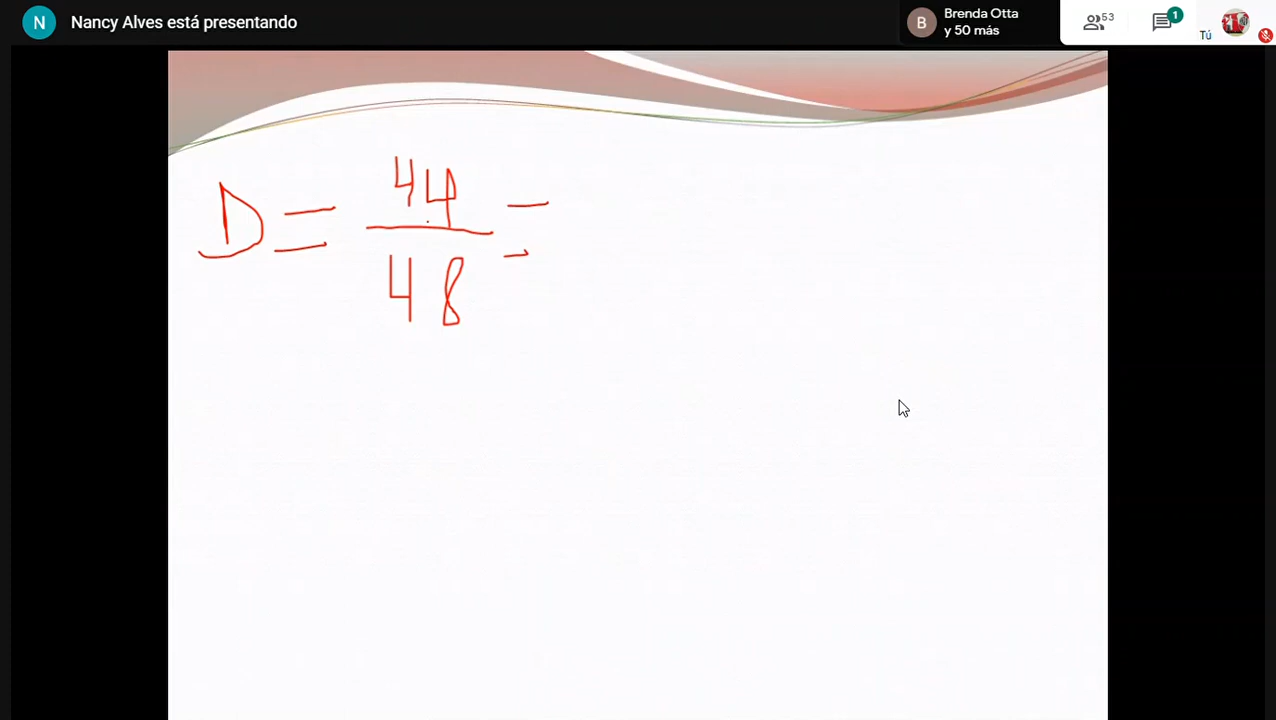 N Nancy Alves está presentando
B Brenda Otta
y 50 más
53
1
Tú
D = 44 =
48